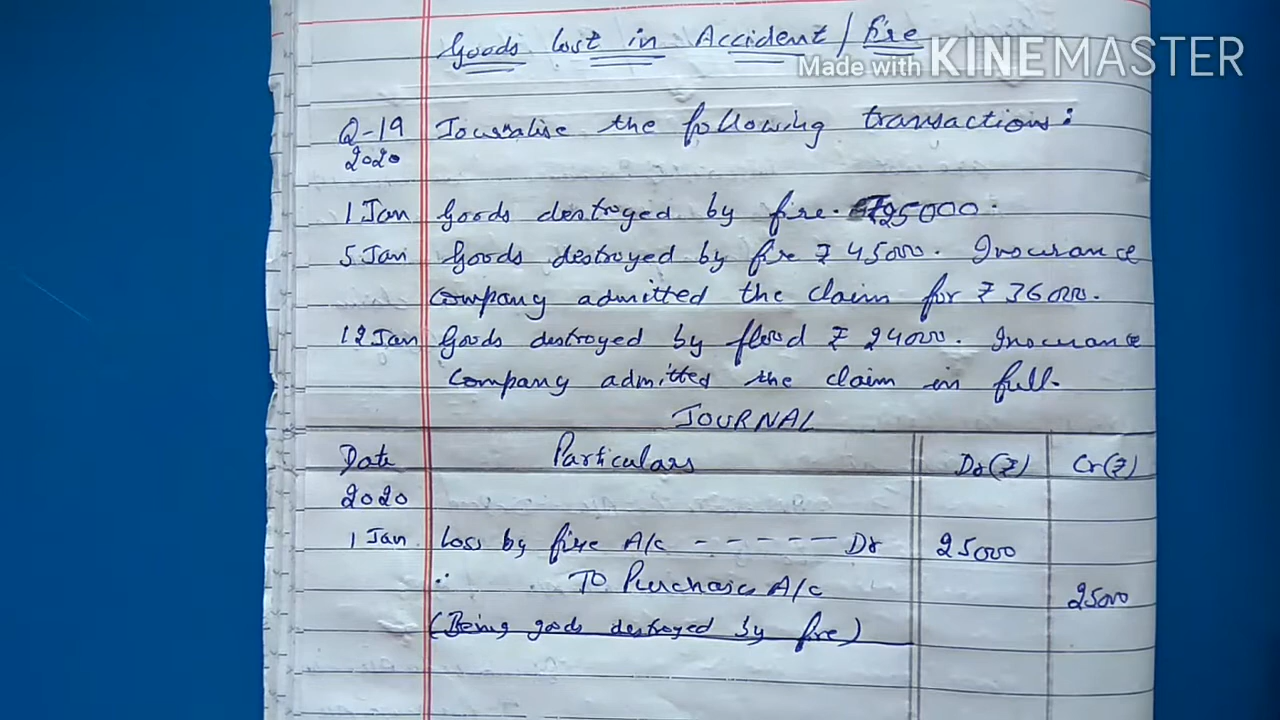 Goods Lost in Accident / fire
Made with KINEMASTER
Q-19 Journalise the following transactions:
2020
1 Jan Goods destroyed by fire. ₹25000.
5 Jan Goods destroyed by fire ₹ 45000. Insurance
Company admitted the claim for ₹ 36000.
12 Jan Goods destroyed by flood ₹ 24000. Insurance
Company admitted the claim in full.
JOURNAL
Date Particulars Dr(₹) Cr(₹)
2020
1 Jan Loss by fire A/c - - - - - Dr 25000
To Purchases A/c 25000
(Being goods destroyed by fire)